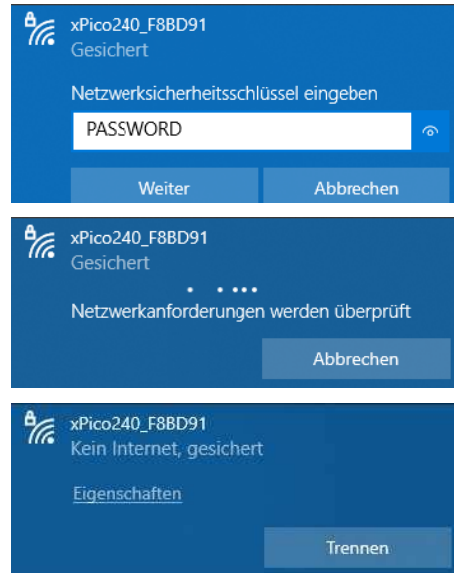 xPico240_F8BD91
Gesichert
Netzwerksicherheitsschlüssel eingeben
PASSWORD
Weiter Abbrechen
xPico240_F8BD91
Gesichert
Netzwerkanforderungen werden überprüft
Abbrechen
xPico240_F8BD91
Kein Internet, gesichert
Eigenschaften
Trennen